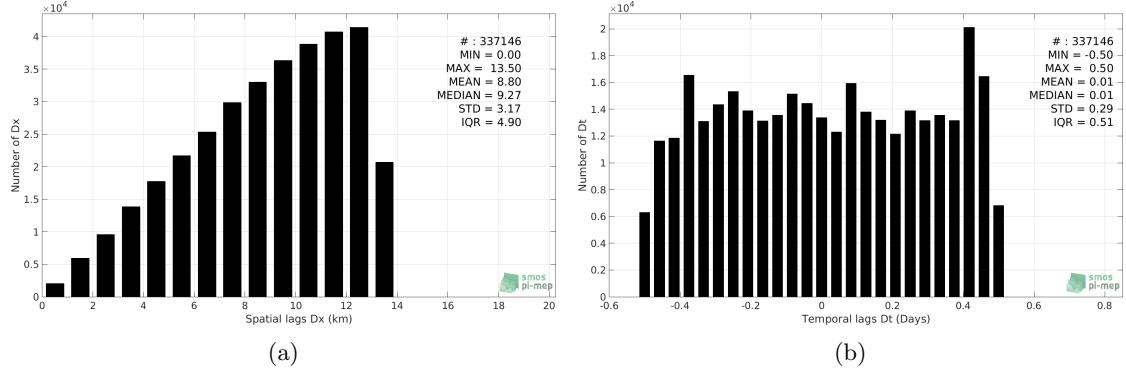 ×10⁴
# : 337146
MIN = 0.00
MAX = 13.50
MEAN = 8.80
MEDIAN = 9.27
STD = 3.17
IQR = 4.90
4
3.5
3
2.5
2
1.5
1
0.5
0
Number of Dx
0 2 4 6 8 10 12 14 16 18 20
Spatial lags Dx (km)
smos
pi-mep
(a)
×10⁴
# : 337146
MIN = -0.50
MAX = 0.50
MEAN = 0.01
MEDIAN = 0.01
STD = 0.29
IQR = 0.51
2
1.8
1.6
1.4
1.2
1
0.8
0.6
0.4
0.2
0
Number of Dt
-0.6 -0.4 -0.2 0 0.2 0.4 0.6 0.8
Temporal lags Dt (Days)
smos
pi-mep
(b)